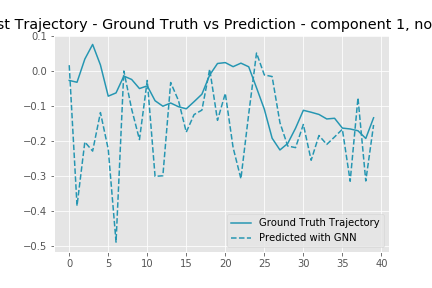 st Trajectory - Ground Truth vs Prediction - component 1, no
0.1
0.0
−0.1
−0.2
−0.3
−0.4
−0.5
0 5 10 15 20 25 30 35 40
Ground Truth Trajectory
Predicted with GNN